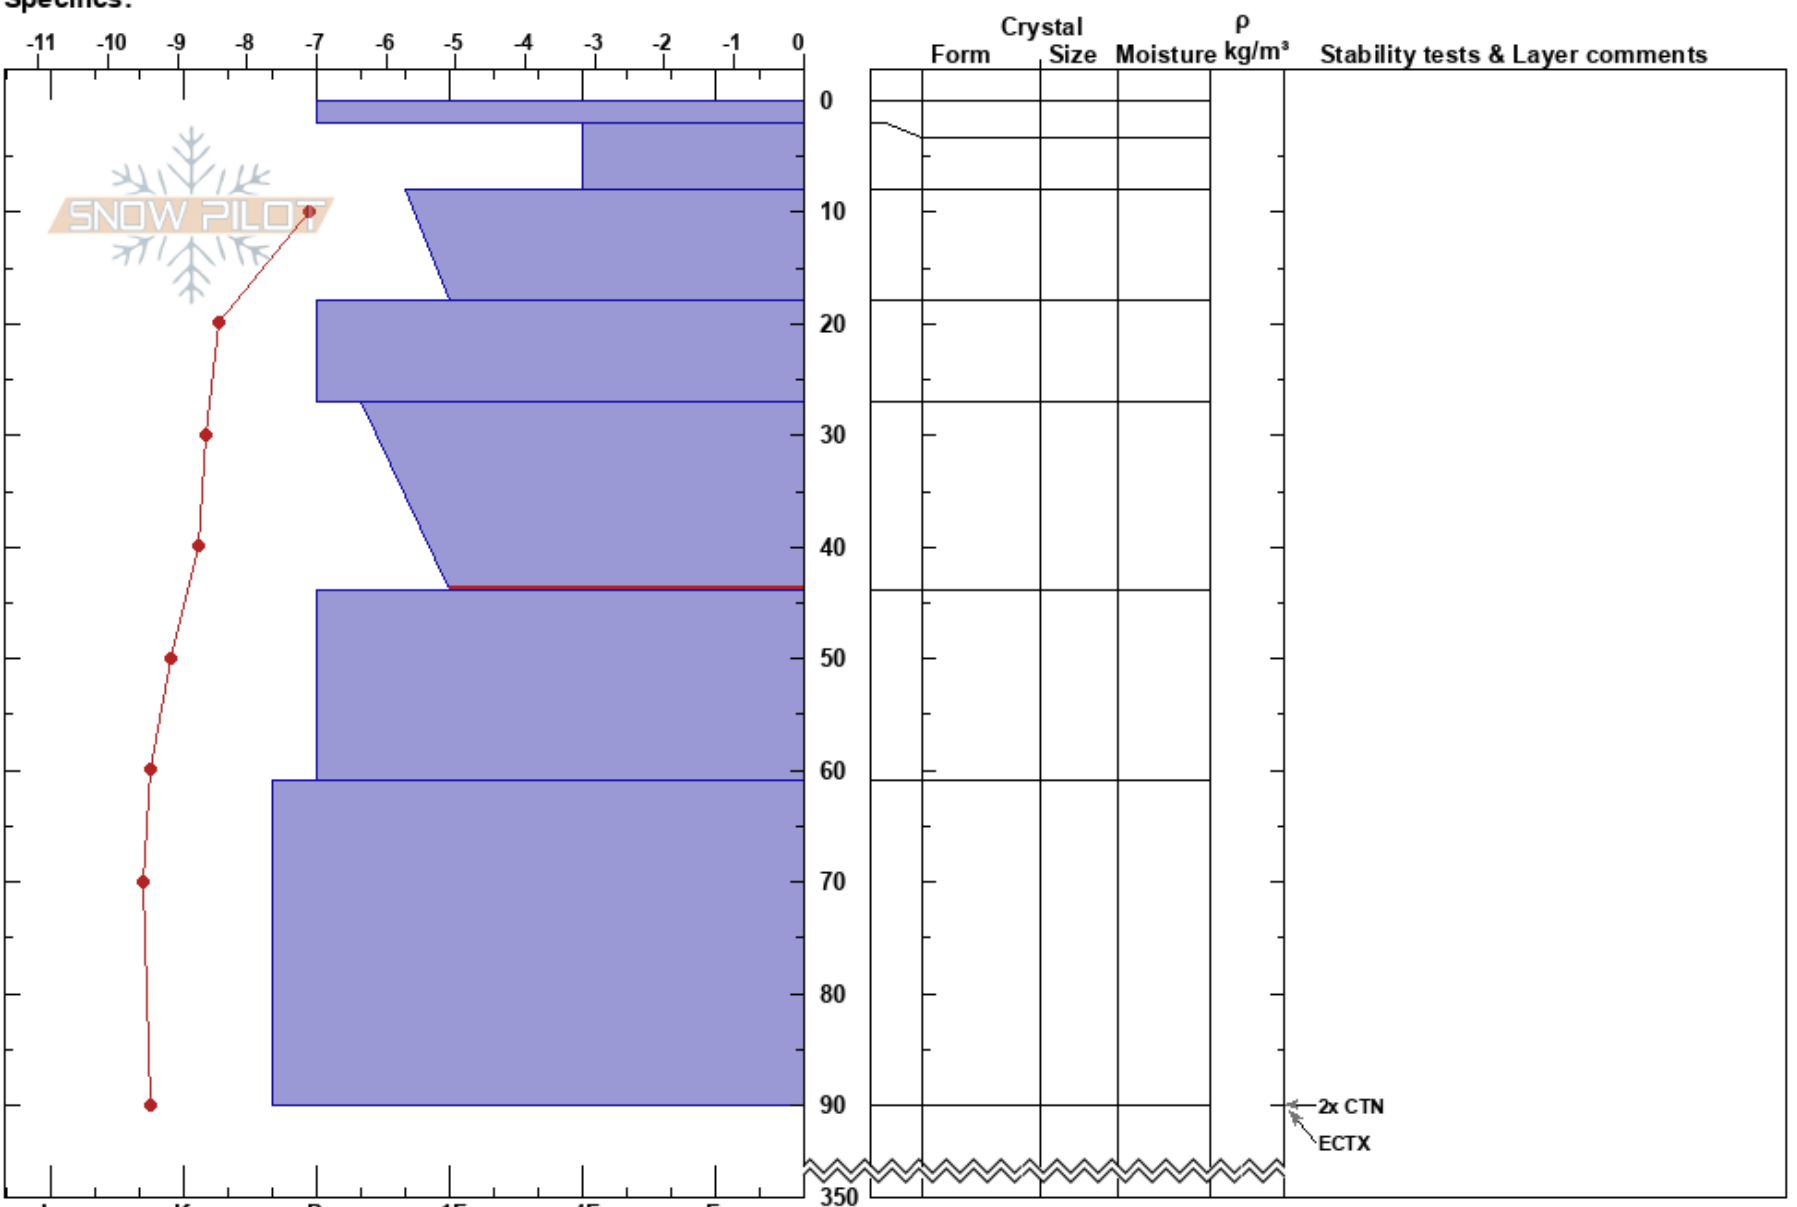 Specifics:
-11 -10 -9 -8 -7 -6 -5 -4 -3 -2 -1 0
Crystal
ρ
Form Size Moisture kg/m³ Stability tests & Layer comments
0
SNOW PILOT
10
20
30
40
50
60
70
80
90
2x CTN
ECTX
350
I K P 1F 4F F